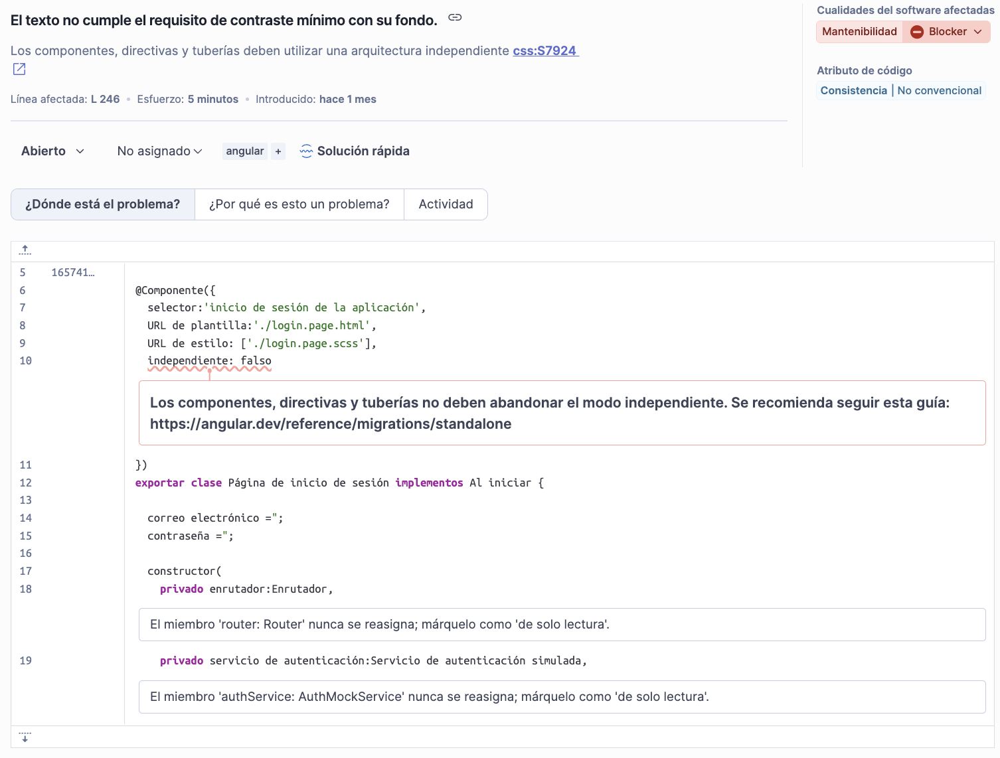 El texto no cumple el requisito de contraste mínimo con su fondo.
Los componentes, directivas y tuberías deben utilizar una arquitectura independiente css:S7924
Línea afectada: L 246 • Esfuerzo: 5 minutos • Introducido: hace 1 mes
Cualidades del software afectadas
Mantenibilidad Blocker
Atributo de código
Consistencia | No convencional
Abierto No asignado angular + Solución rápida
¿Dónde está el problema? ¿Por qué es esto un problema? Actividad
5 165741…
6 @Componente({
7 selector:'inicio de sesión de la aplicación',
8 URL de plantilla:'./login.page.html',
9 URL de estilo: ['./login.page.scss'],
10 independiente: falso
Los componentes, directivas y tuberías no deben abandonar el modo independiente. Se recomienda seguir esta guía:
https://angular.dev/reference/migrations/standalone
11 })
12 exportar clase Página de inicio de sesión implementos Al iniciar {
13
14 correo electrónico =";
15 contraseña =";
16
17 constructor(
18 privado enrutador:Enrutador,
El miembro 'router: Router' nunca se reasigna; márquelo como 'de solo lectura'.
19 privado servicio de autenticación:Servicio de autenticación simulada,
El miembro 'authService: AuthMockService' nunca se reasigna; márquelo como 'de solo lectura'.